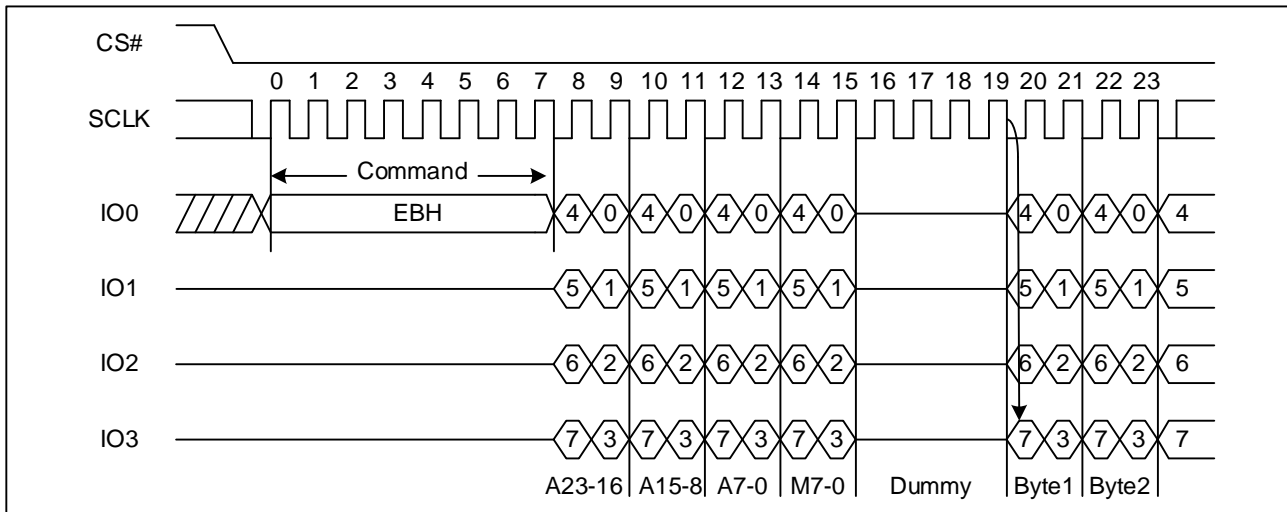 CS#
0 1 2 3 4 5 6 7 8 9 10 11 12 13 14 15 16 17 18 19 20 21 22 23
SCLK
Command
IO0 EBH 4 0 4 0 4 0 4 0 4 0 4 0 4
IO1 5 1 5 1 5 1 5 1 5 1 5 1 5
IO2 6 2 6 2 6 2 6 2 6 2 6 2 6
IO3 7 3 7 3 7 3 7 3 7 3 7 3 7
A23-16 A15-8 A7-0 M7-0 Dummy Byte1 Byte2